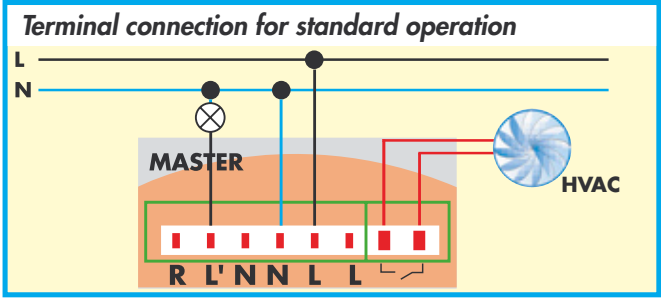 Terminal connection for standard operation
L
N
MASTER
HVAC
R L' N N L L